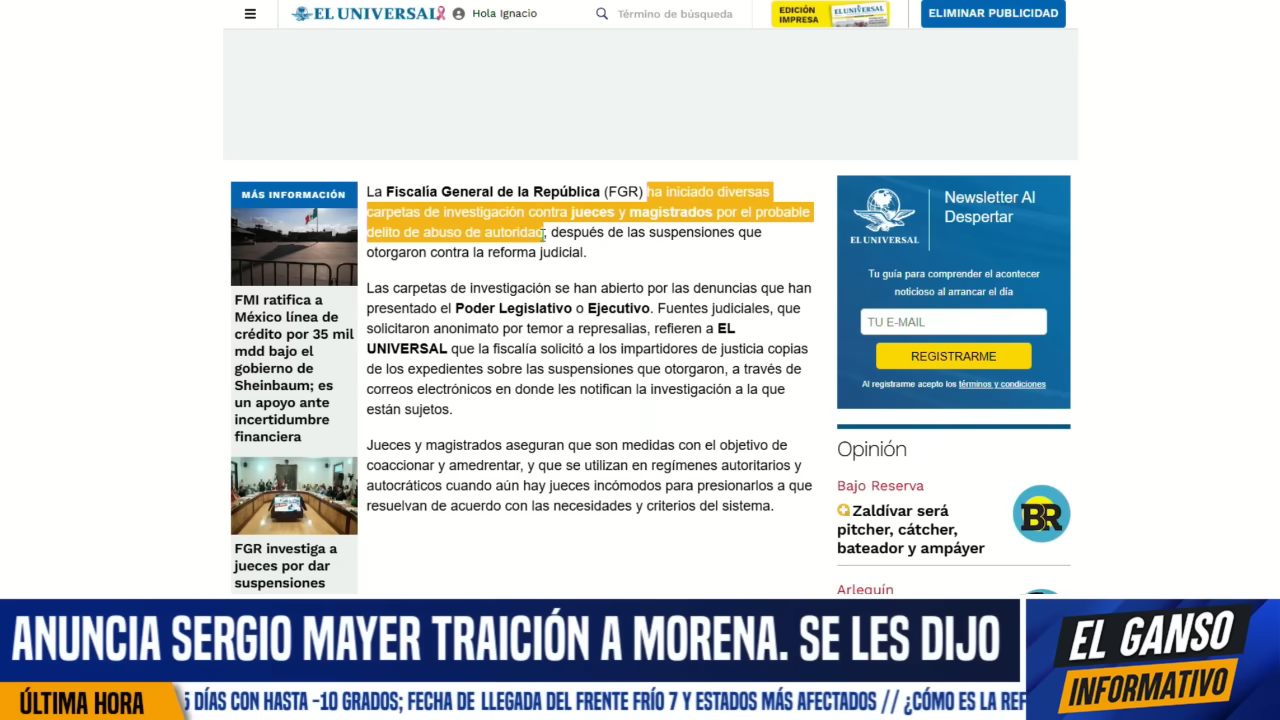 EL UNIVERSAL
Hola Ignacio
Término de búsqueda
EDICIÓN
IMPRESA
EL UNIVERSAL
ELIMINAR PUBLICIDAD
MÁS INFORMACIÓN
FMI ratifica a
México línea de
crédito por 35 mil
mdd bajo el
gobierno de
Sheinbaum; es
un apoyo ante
incertidumbre
financiera
FGR investiga a
jueces por dar
suspensiones
La Fiscalía General de la República (FGR) ha iniciado diversas
carpetas de investigación contra jueces y magistrados por el probable
delito de abuso de autoridad, después de las suspensiones que
otorgaron contra la reforma judicial.
Las carpetas de investigación se han abierto por las denuncias que han
presentado el Poder Legislativo o Ejecutivo. Fuentes judiciales, que
solicitaron anonimato por temor a represalias, refieren a EL
UNIVERSAL que la fiscalía solicitó a los impartidores de justicia copias
de los expedientes sobre las suspensiones que otorgaron, a través de
correos electrónicos en donde les notifican la investigación a la que
están sujetos.
Jueces y magistrados aseguran que son medidas con el objetivo de
coaccionar y amedrentar, y que se utilizan en regímenes autoritarios y
autocráticos cuando aún hay jueces incómodos para presionarlos a que
resuelvan de acuerdo con las necesidades y criterios del sistema.
EL UNIVERSAL
Newsletter Al
Despertar
Tu guía para comprender el acontecer
noticioso al arrancar el día
TU E-MAIL
REGISTRARME
Al registrarme acepto los términos y condiciones
Opinión
Bajo Reserva
Zaldívar será
pitcher, cátcher,
bateador y ampáyer
BR
Arlequín
ANUNCIA SERGIO MAYER TRAICIÓN A MORENA. SE LES DIJO
EL GANSO
INFORMATIVO
ÚLTIMA HORA
5 DÍAS CON HASTA -10 GRADOS; FECHA DE LLEGADA DEL FRENTE FRÍO 7 Y ESTADOS MÁS AFECTADOS // ¿CÓMO ES LA REF